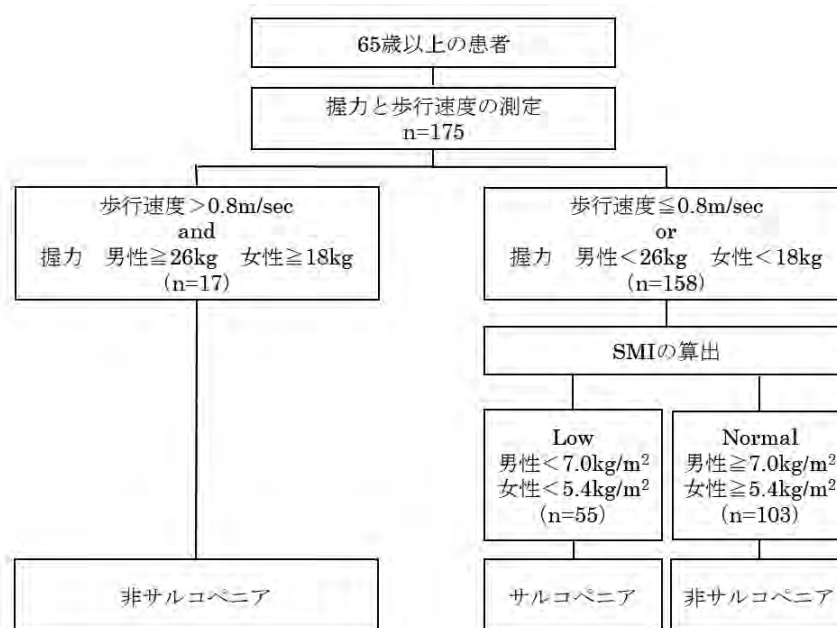 65歳以上の患者
握力と歩行速度の測定
n=175
歩行速度＞0.8m/sec
and
握力　男性≧26kg　女性≧18kg
(n=17)
歩行速度≦0.8m/sec
or
握力　男性＜26kg　女性＜18kg
(n=158)
SMIの算出
Low
男性＜7.0kg/m²
女性＜5.4kg/m²
(n=55)
Normal
男性≧7.0kg/m²
女性≧5.4kg/m²
(n=103)
非サルコペニア
サルコペニア
非サルコペニア